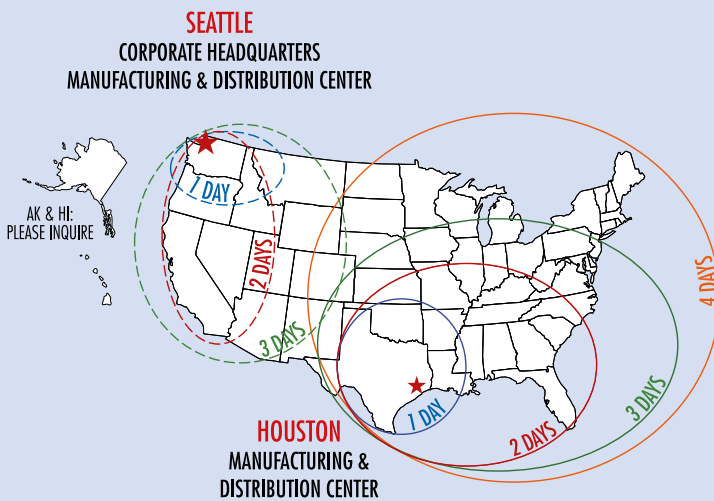 SEATTLE
CORPORATE HEADQUARTERS
MANUFACTURING & DISTRIBUTION CENTER
1 DAY
AK & HI:
PLEASE INQUIRE
2 DAYS
4 DAYS
3 DAYS
3 DAYS
1 DAY
2 DAYS
HOUSTON
MANUFACTURING &
DISTRIBUTION CENTER